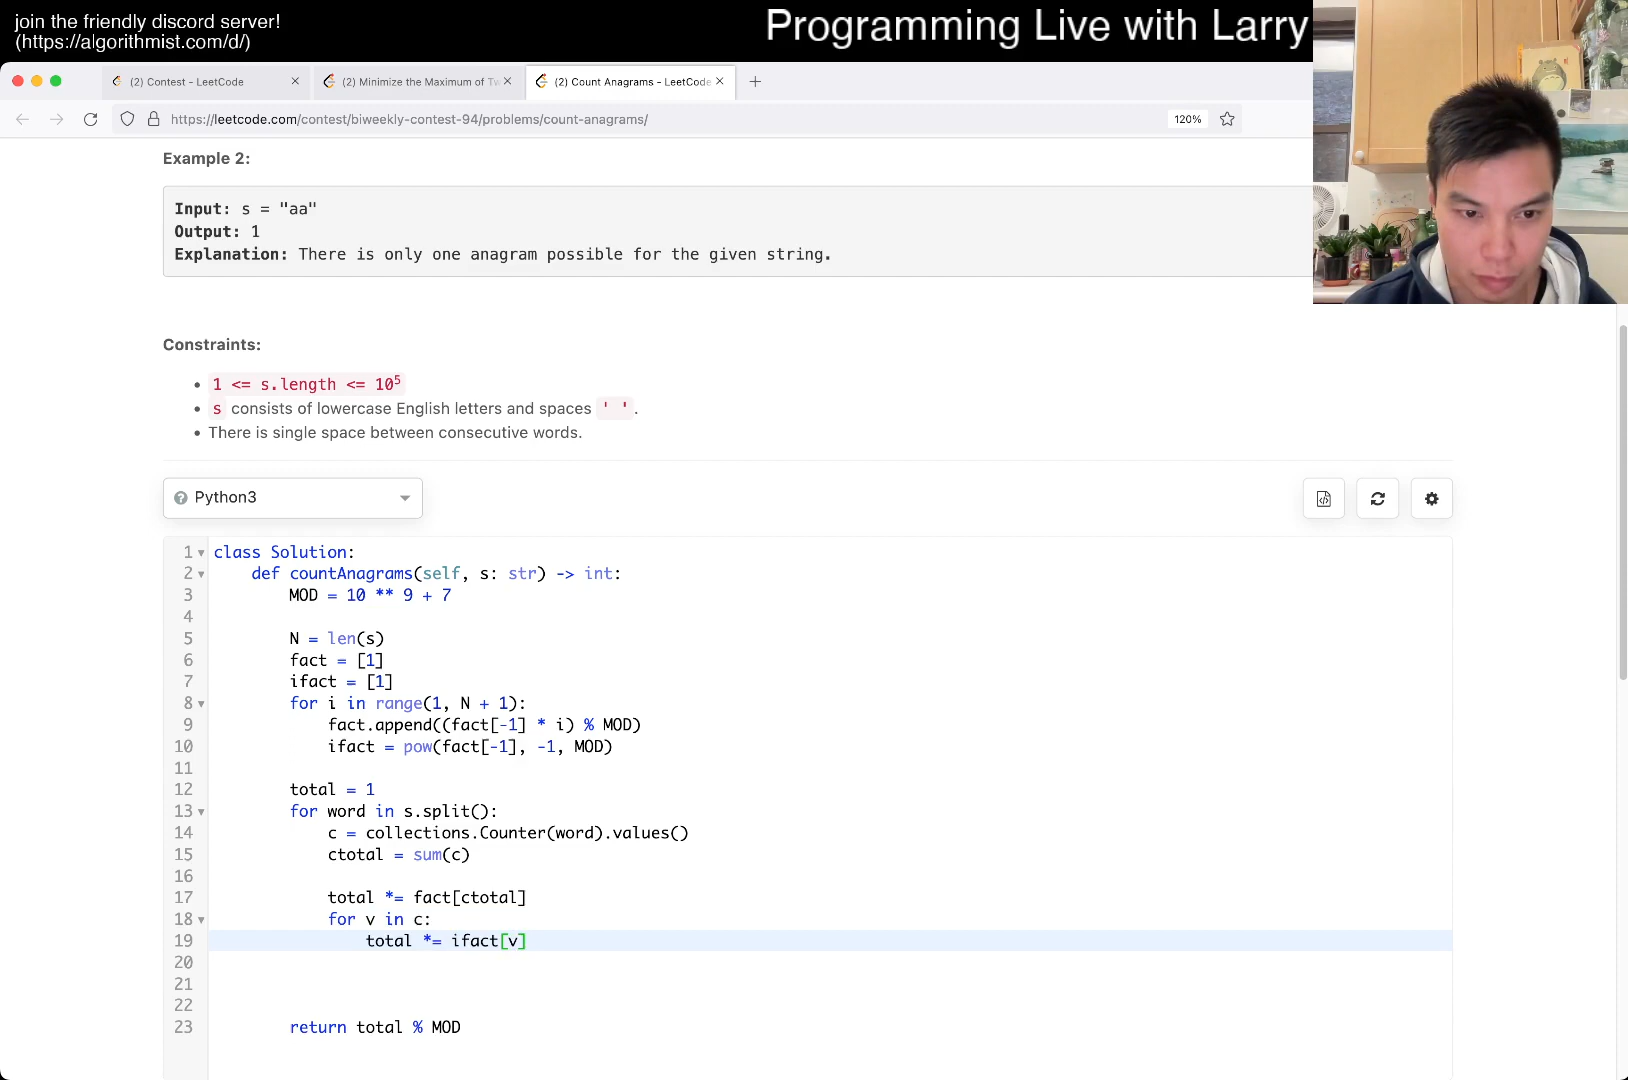 join the friendly discord server!
(https://algorithmist.com/d/)
Programming Live with Larry
(2) Contest - LeetCode
(2) Minimize the Maximum of Tw
(2) Count Anagrams - LeetCode
https://leetcode.com/contest/biweekly-contest-94/problems/count-anagrams/
120%
Example 2:
Input: s = "aa"
Output: 1
Explanation: There is only one anagram possible for the given string.
Constraints:
1 <= s.length <= 10⁵
s consists of lowercase English letters and spaces ' '.
There is single space between consecutive words.
Python3
1 class Solution:
2     def countAnagrams(self, s: str) -> int:
3         MOD = 10 ** 9 + 7
4
5         N = len(s)
6         fact = [1]
7         ifact = [1]
8         for i in range(1, N + 1):
9             fact.append((fact[-1] * i) % MOD)
10             ifact = pow(fact[-1], -1, MOD)
11
12         total = 1
13         for word in s.split():
14             c = collections.Counter(word).values()
15             ctotal = sum(c)
16
17             total *= fact[ctotal]
18             for v in c:
19                 total *= ifact[v]
20
21
22
23         return total % MOD